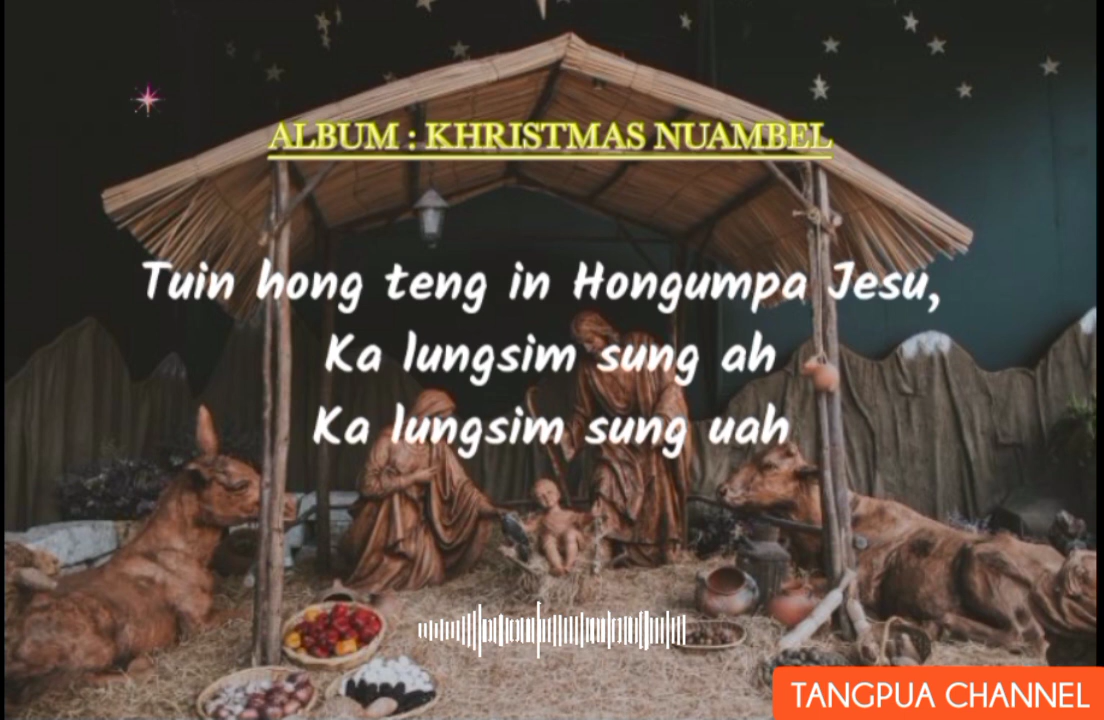 ALBUM : KHRISTMAS NUAMBEL
Tuin hong teng in Hongumpa Jesu,
Ka lungsim sung ah
Ka lungsim sung uah
TANGPUA CHANNEL